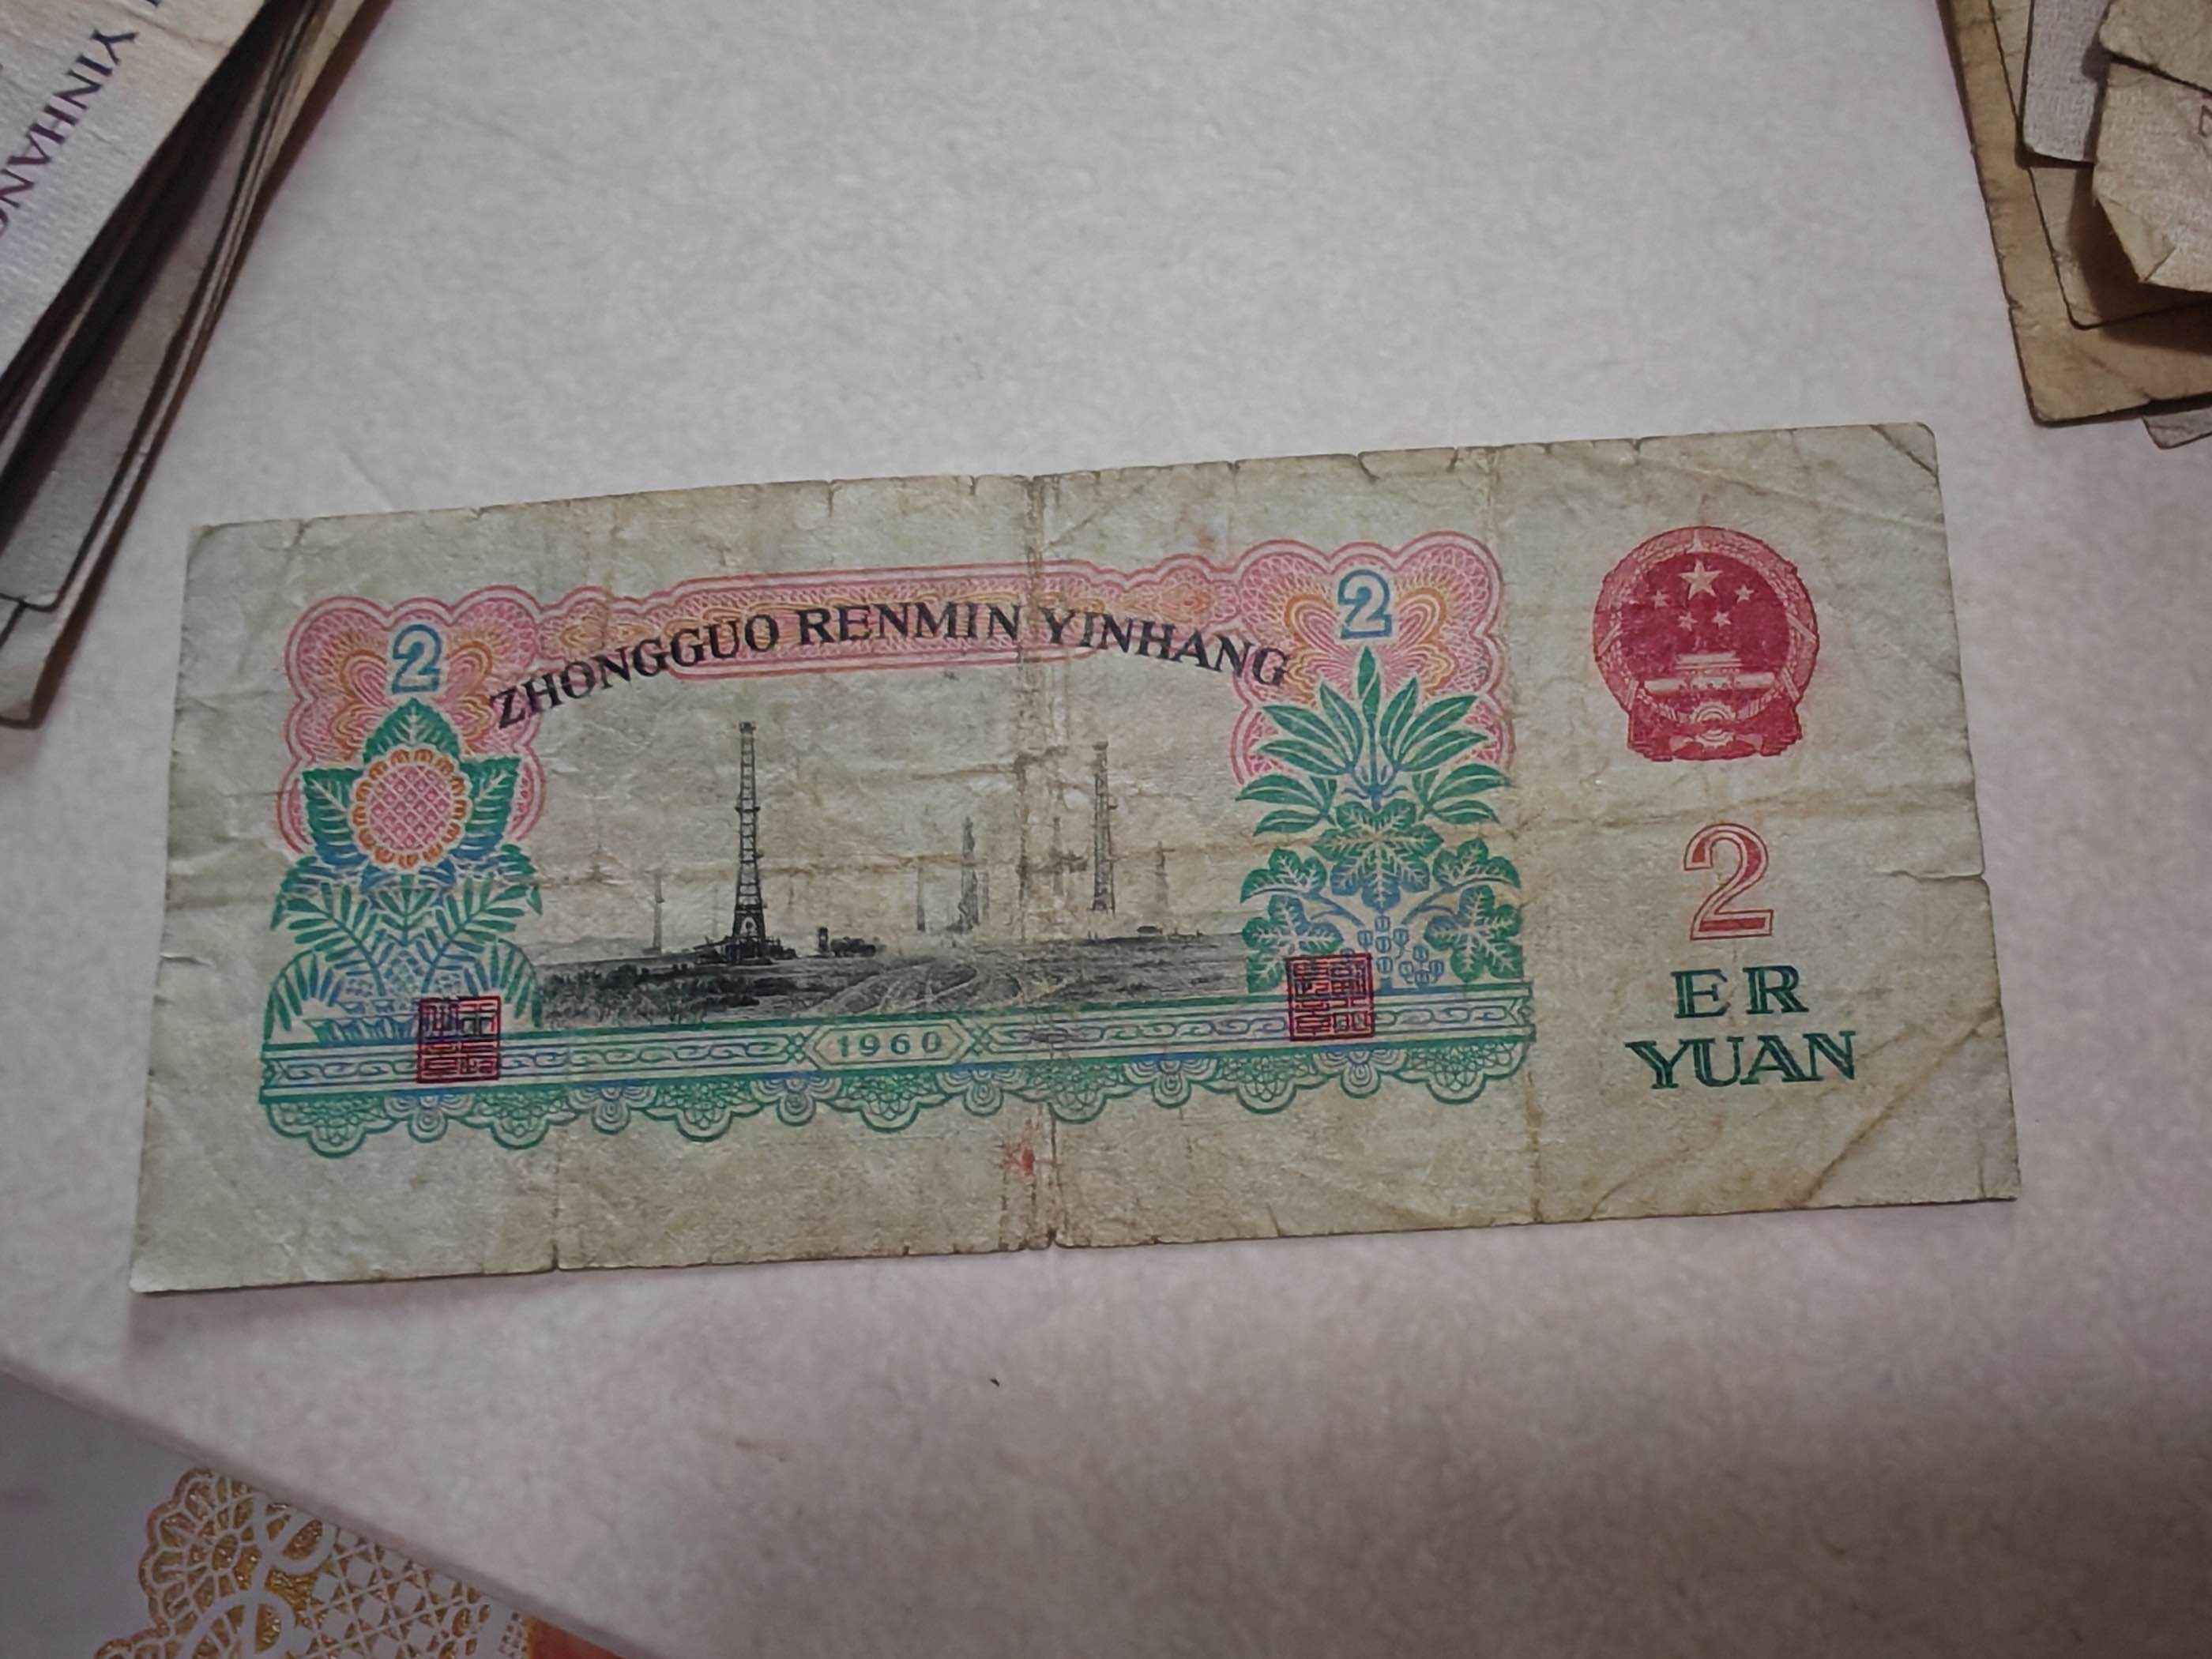 YINHANG
2
ZHONGGUO RENMIN YINHANG
2
2
ER
YUAN
1960